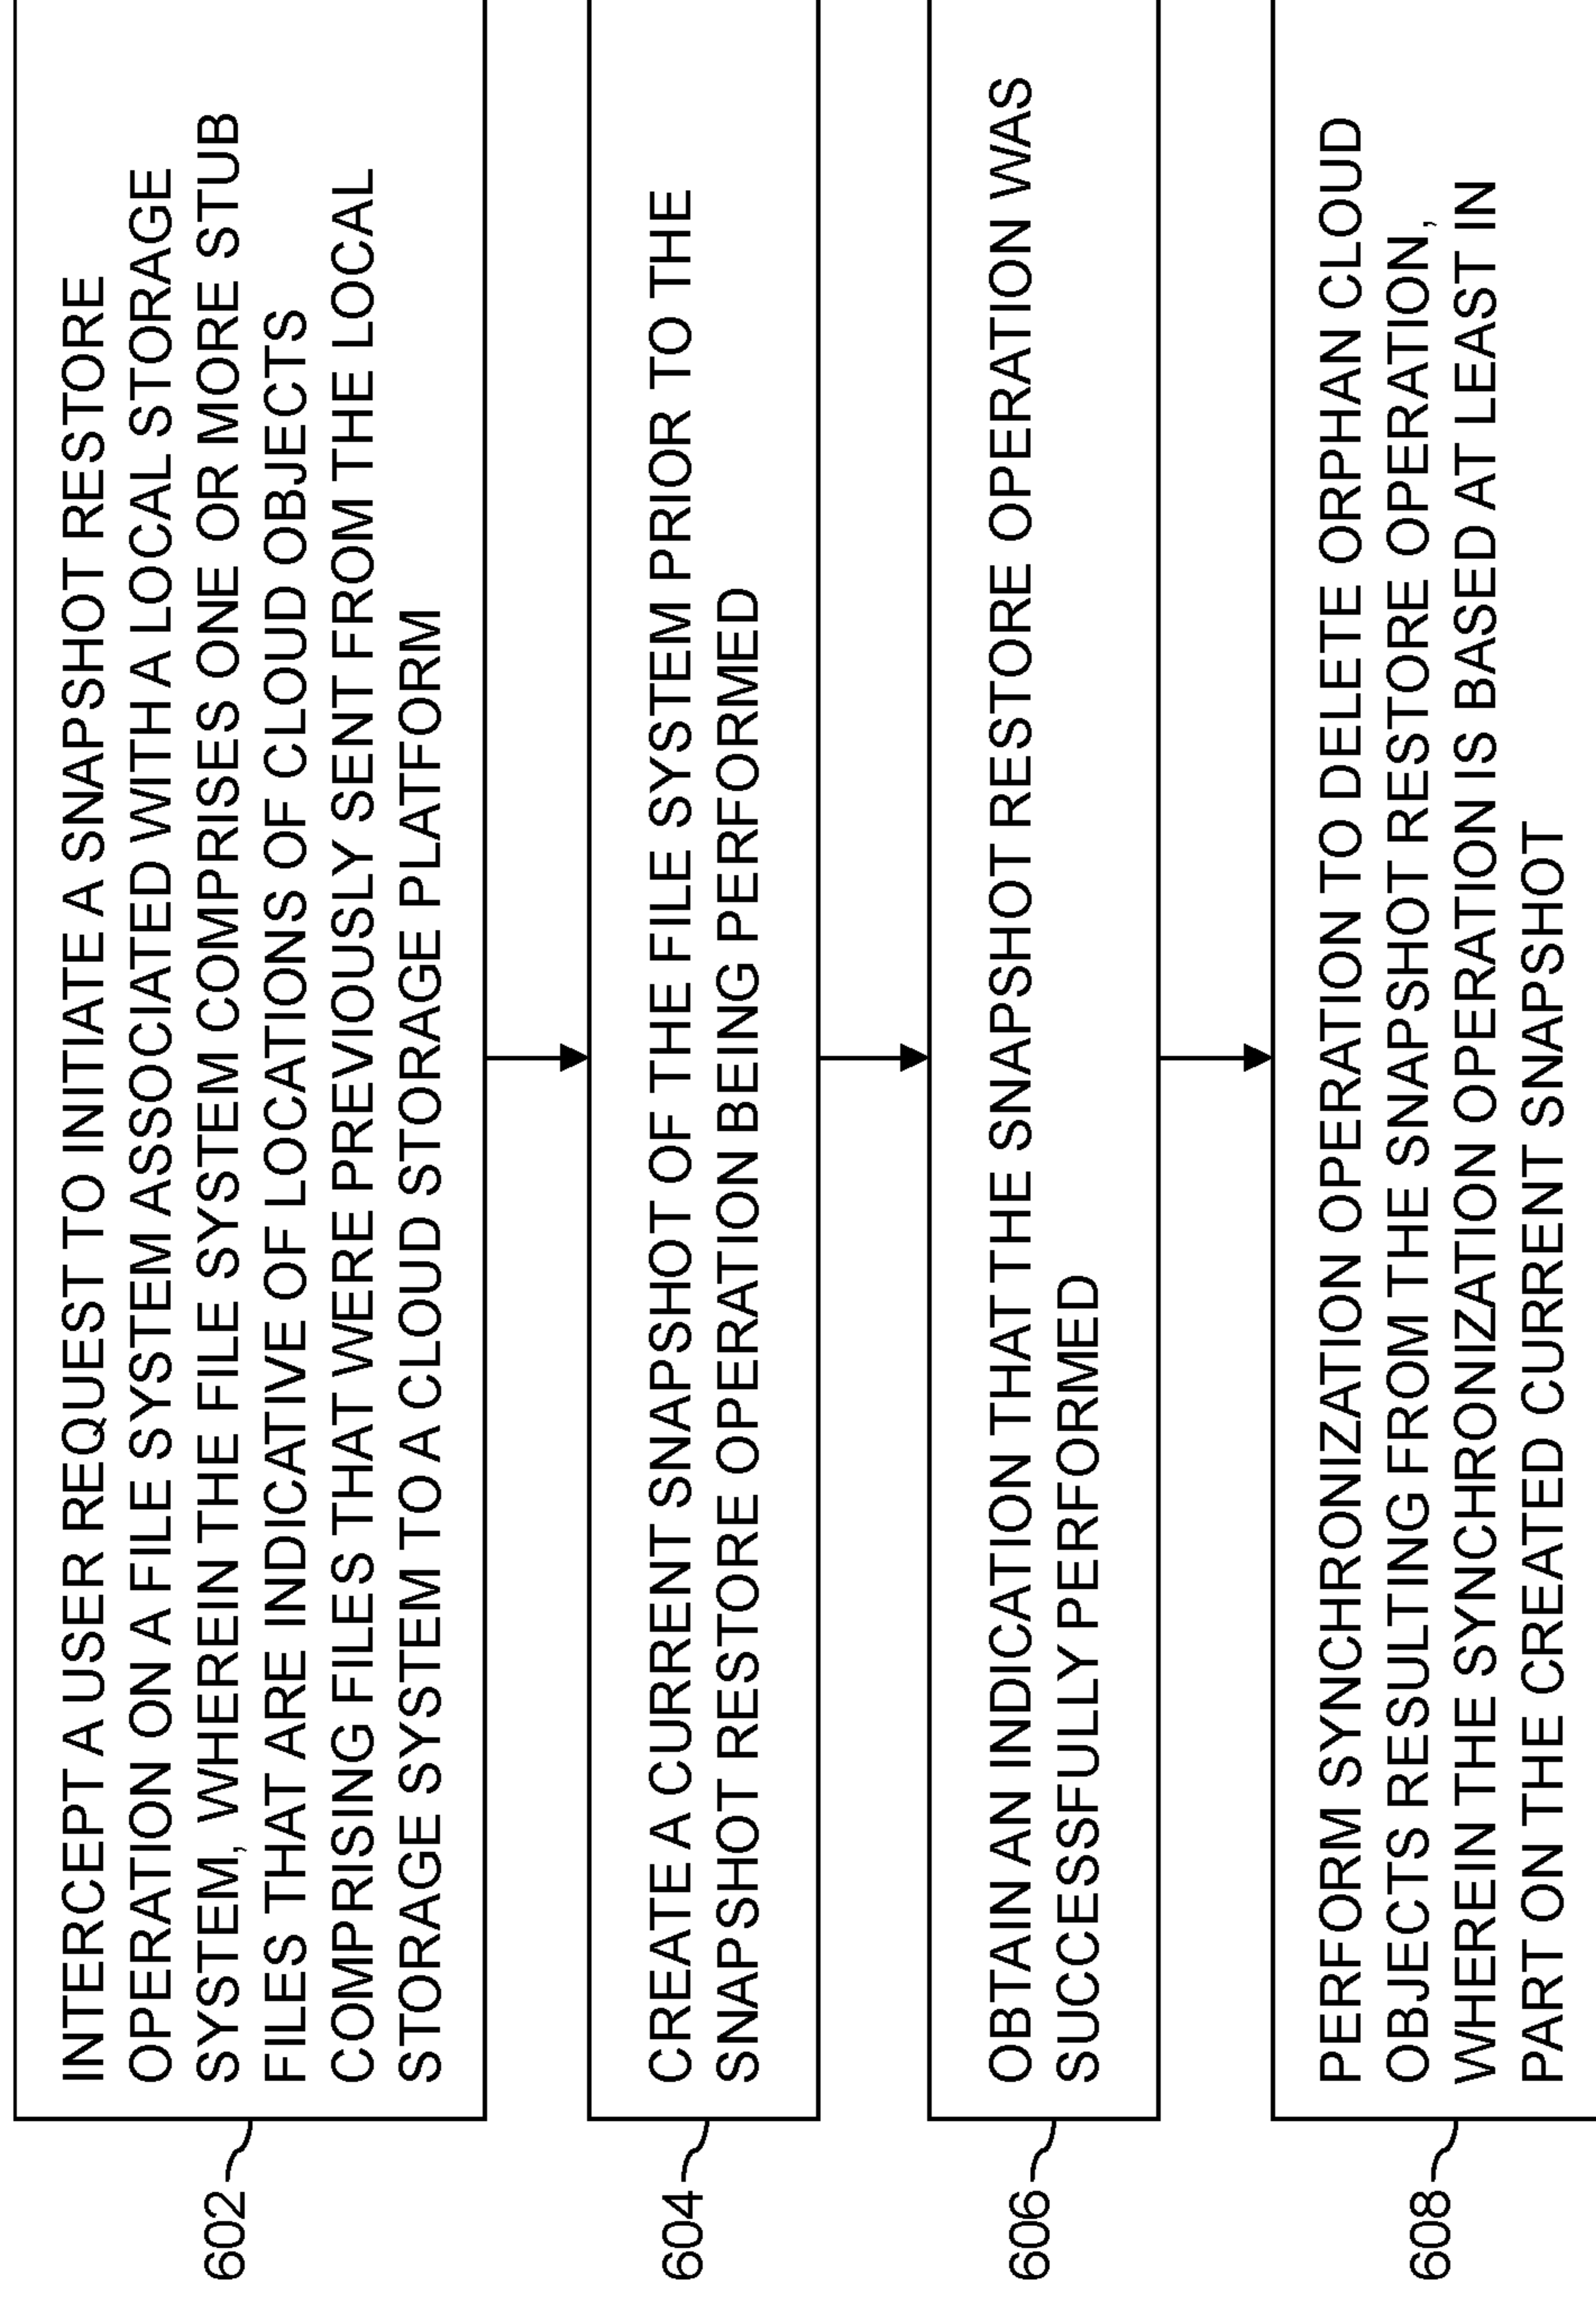 INTERCEPT A USER REQUEST TO INITIATE A SNAPSHOT RESTORE
OPERATION ON A FILE SYSTEM ASSOCIATED WITH A LOCAL STORAGE
SYSTEM, WHEREIN THE FILE SYSTEM COMPRISES ONE OR MORE STUB
FILES THAT ARE INDICATIVE OF LOCATIONS OF CLOUD OBJECTS
COMPRISING FILES THAT WERE PREVIOUSLY SENT FROM THE LOCAL
STORAGE SYSTEM TO A CLOUD STORAGE PLATFORM
602
CREATE A CURRENT SNAPSHOT OF THE FILE SYSTEM PRIOR TO THE
SNAPSHOT RESTORE OPERATION BEING PERFORMED
604
OBTAIN AN INDICATION THAT THE SNAPSHOT RESTORE OPERATION WAS
SUCCESSFULLY PERFORMED
606
PERFORM SYNCHRONIZATION OPERATION TO DELETE ORPHAN CLOUD
OBJECTS RESULTING FROM THE SNAPSHOT RESTORE OPERATION,
WHEREIN THE SYNCHRONIZATION OPERATION IS BASED AT LEAST IN
PART ON THE CREATED CURRENT SNAPSHOT
608